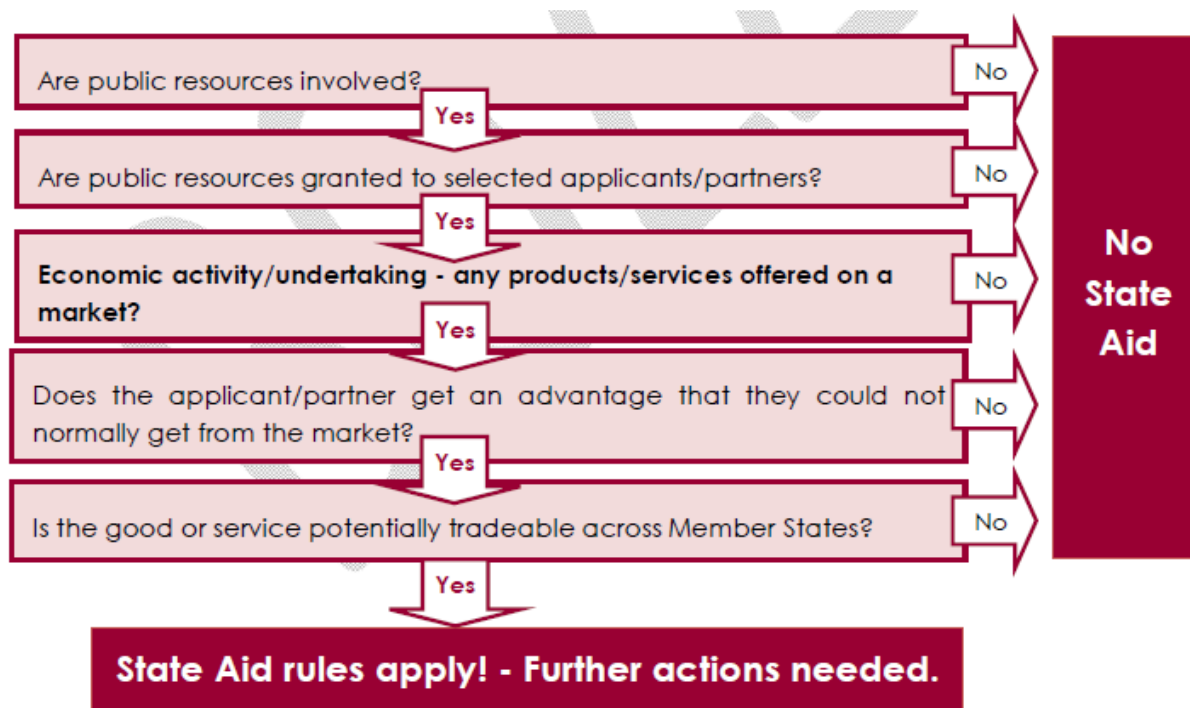 Are public resources involved?
No
Yes
Are public resources granted to selected applicants/partners?
No
Yes
Economic activity/undertaking - any products/services offered on a
market?
No
Yes
Does the applicant/partner get an advantage that they could not
normally get from the market?
No
Yes
Is the good or service potentially tradeable across Member States?
No
Yes
No
State
Aid
State Aid rules apply! - Further actions needed.